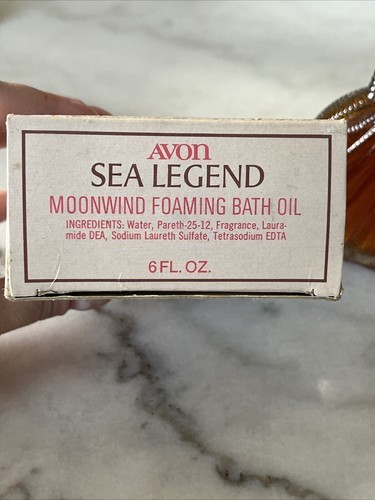 AVON
SEA LEGEND
MOONWIND FOAMING BATH OIL
INGREDIENTS: Water, Pareth-25-12, Fragrance, Laura-
mide DEA, Sodium Laureth Sulfate, Tetrasodium EDTA
6 FL. OZ.